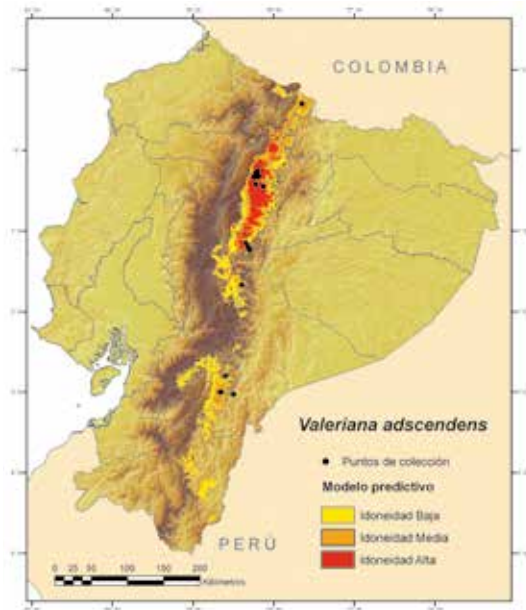 COLOMBIA
Valeriana adscendens
Puntos de colección
Modelo predictivo
Idoneidad Baja
Idoneidad Media
Idoneidad Alta
PERÚ
0 25 50 100 150 200
Kilómetros